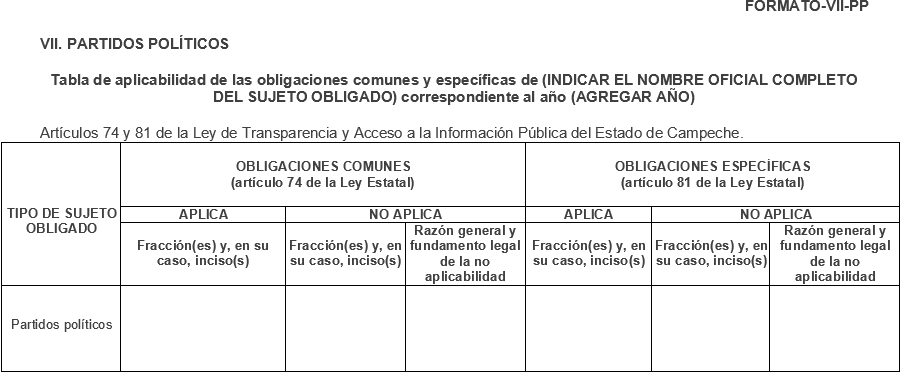 FORMATO-VII-PP
VII. PARTIDOS POLÍTICOS
Tabla de aplicabilidad de las obligaciones comunes y específicas de (INDICAR EL NOMBRE OFICIAL COMPLETO
DEL SUJETO OBLIGADO) correspondiente al año (AGREGAR AÑO)
Artículos 74 y 81 de la Ley de Transparencia y Acceso a la Información Pública del Estado de Campeche.
TIPO DE SUJETO
OBLIGADO
OBLIGACIONES COMUNES
(artículo 74 de la Ley Estatal)
OBLIGACIONES ESPECÍFICAS
(artículo 81 de la Ley Estatal)
APLICA
NO APLICA
APLICA
NO APLICA
Fracción(es) y, en su
caso, inciso(s)
Fracción(es) y, en
su caso, inciso(s)
Razón general y
fundamento legal
de la no
aplicabilidad
Fracción(es) y, en
su caso, inciso(s)
Fracción(es) y, en
su caso, inciso(s)
Razón general y
fundamento legal
de la no
aplicabilidad
Partidos políticos